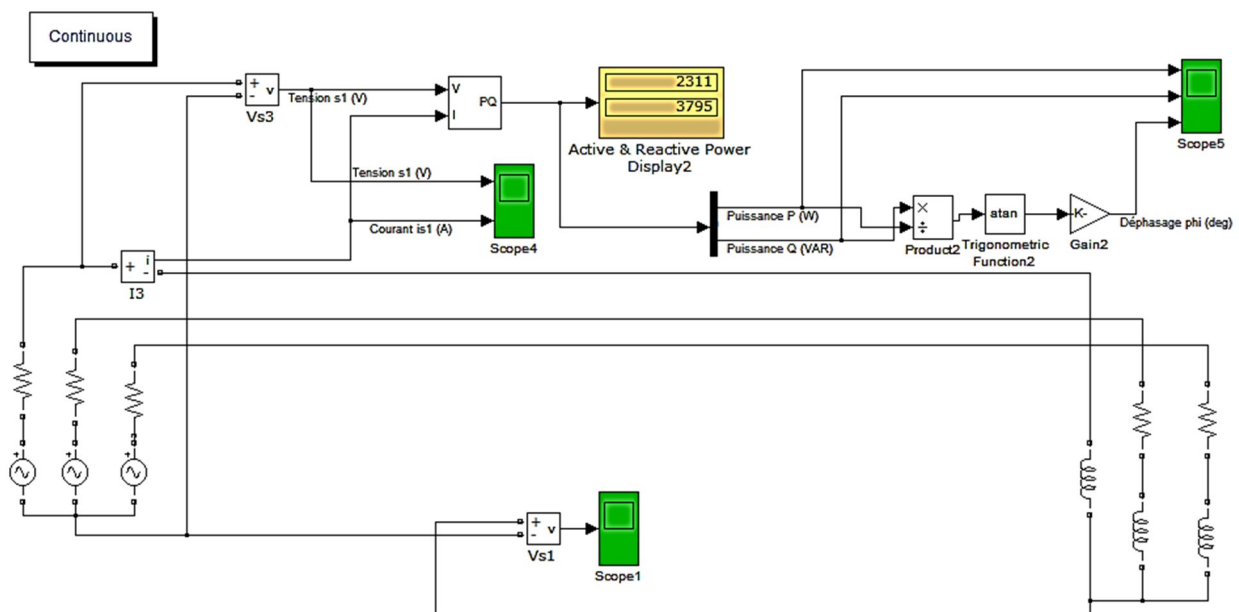 Continuous
Vs3
Tension s1 (V)
V
I
PQ
2311
3795
Active & Reactive Power
Display2
Tension s1 (V)
Courant is1 (A)
Scope4
Puissance P (W)
Puissance Q (VAR)
Product2
atan
Trigonometric
Function2
-K-
Gain2
Déphasage phi (deg)
Scope5
+
-
v
+
i
-
I3
+
-
v
Vs1
Scope1